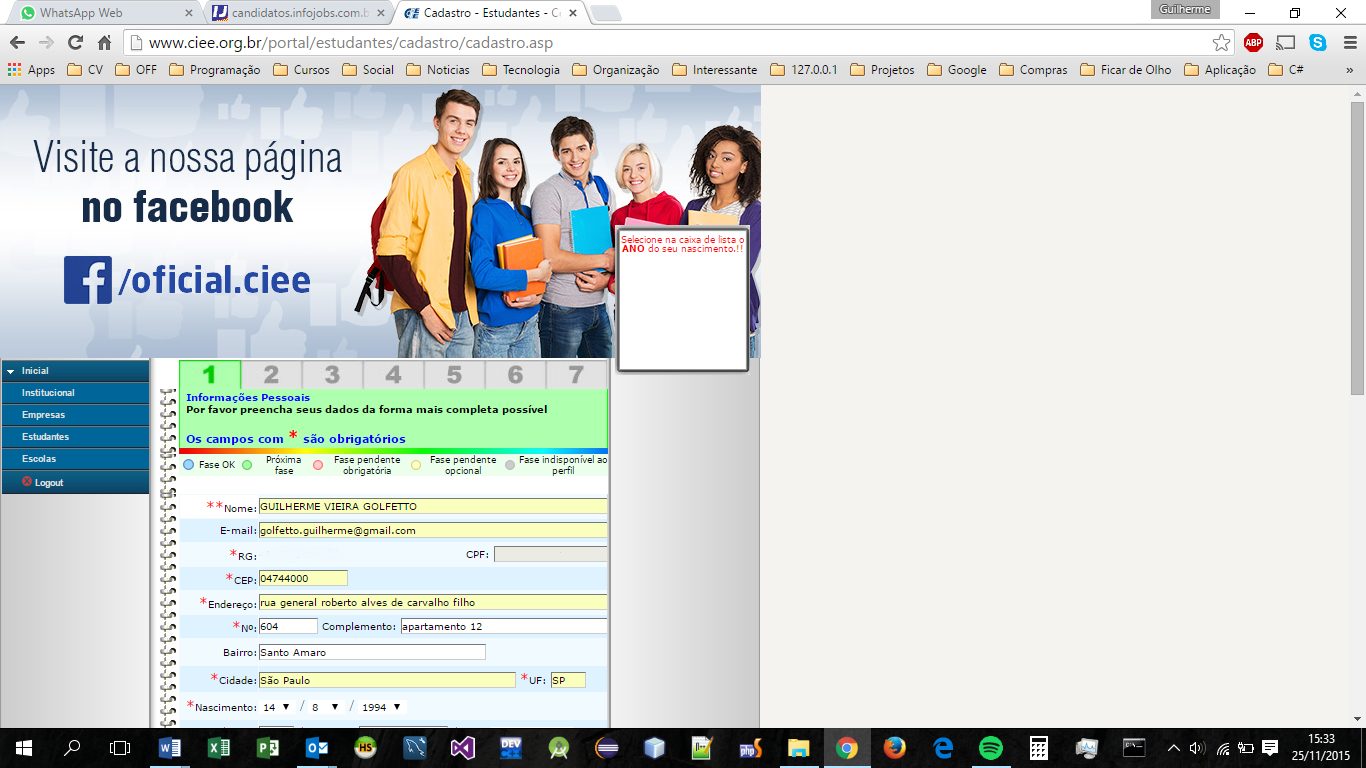 WhatsApp Web
candidatos.infojobs.com.b
Cadastro - Estudantes - C
Guilherme
www.ciee.org.br/portal/estudantes/cadastro/cadastro.asp
ABP
Apps CV OFF Programação Cursos Social Noticias Tecnologia Organização Interessante 127.0.0.1 Projetos Google Compras Ficar de Olho Aplicação C# »
Visite a nossa página
no facebook
f/oficial.ciee
Selecione na caixa de lista o
ANO do seu nascimento.!!
Inicial
Institucional
Empresas
Estudantes
Escolas
Logout
1 2 3 4 5 6 7
Informações Pessoais
Por favor preencha seus dados da forma mais completa possível
Os campos com * são obrigatórios
Fase OK Próxima fase Fase pendente obrigatória Fase pendente opcional Fase indisponível ao perfil
**Nome: GUILHERME VIEIRA GOLFETTO
E-mail: golfetto.guilherme@gmail.com
*RG: CPF:
*CEP: 04744000
*Endereço: rua general roberto alves de carvalho filho
*Nº: 604 Complemento: apartamento 12
Bairro: Santo Amaro
*Cidade: São Paulo *UF: SP
*Nascimento: 14 / 8 / 1994
HS
DEV
php
15:33
25/11/2015